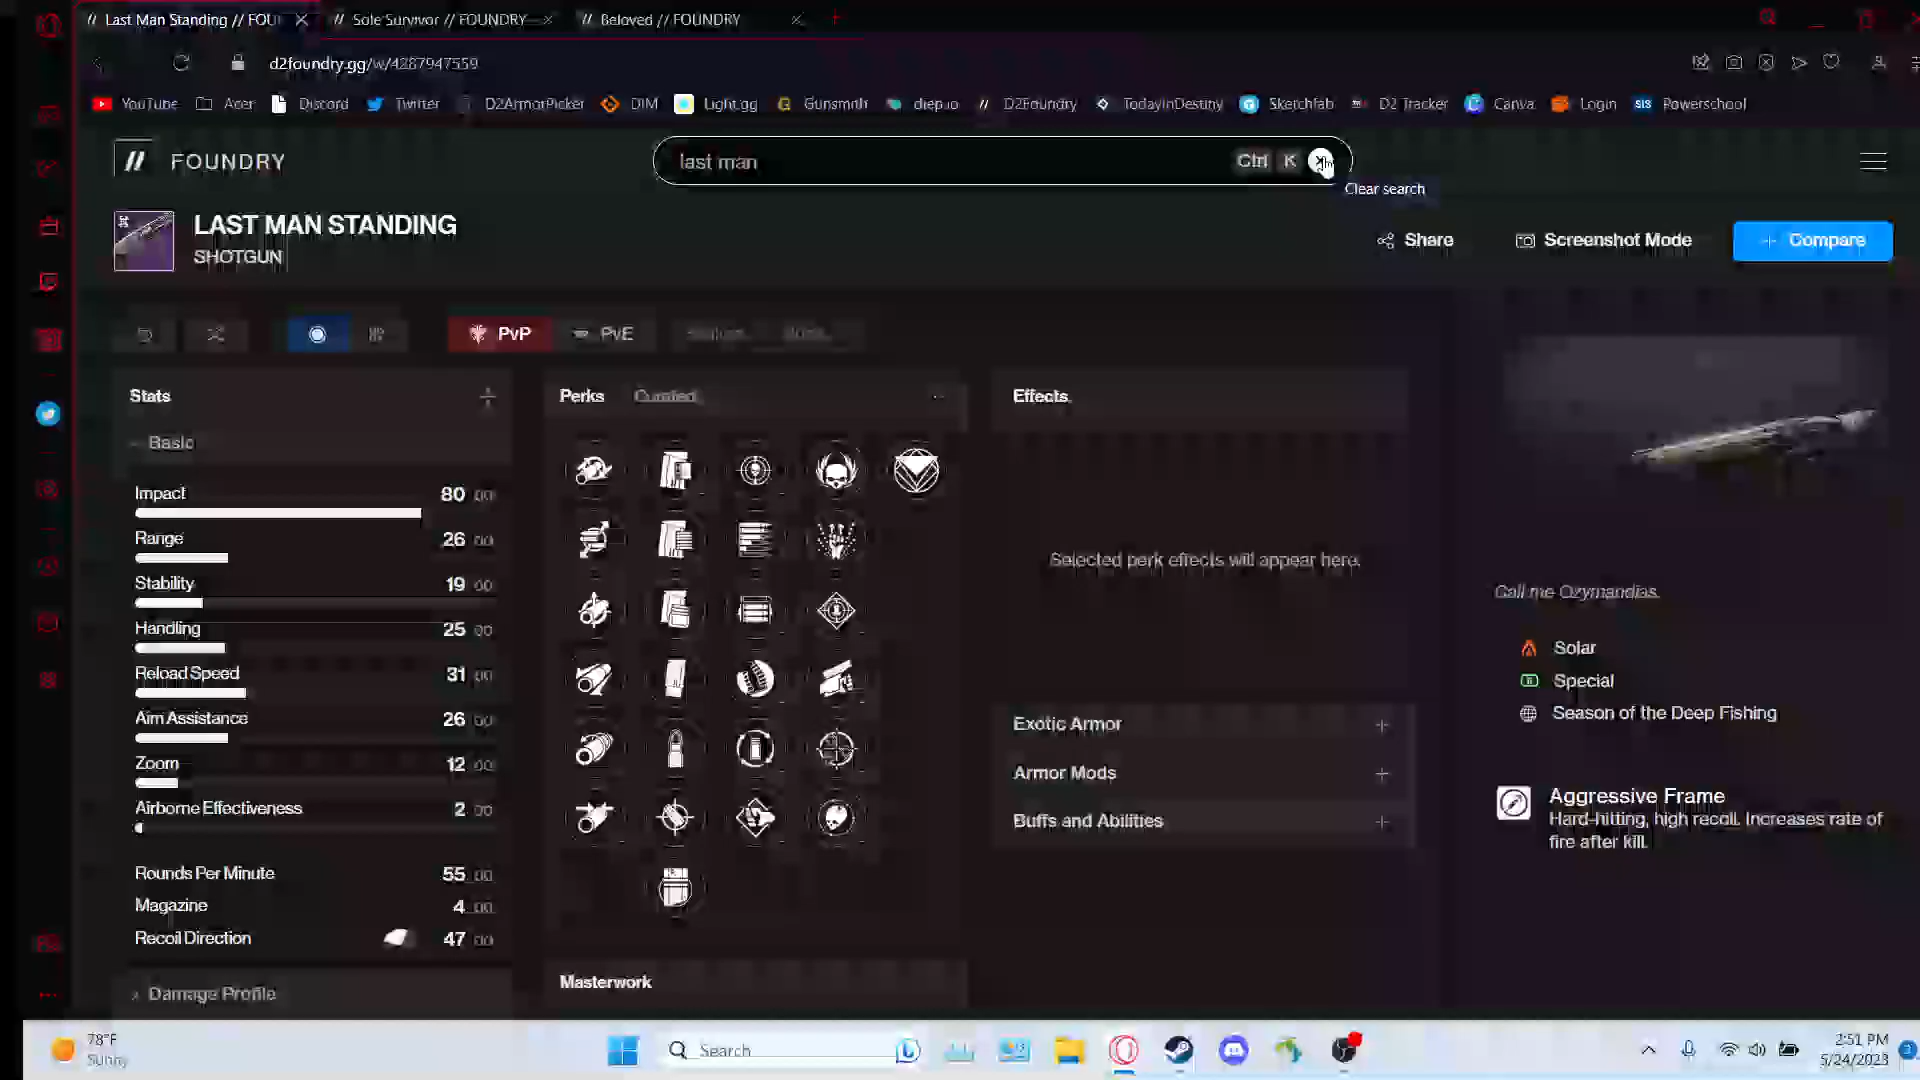 Last Man Standing // FOU
Sole Survivor // FOUNDRY
Beloved // FOUNDRY
d2foundry.gg/w/4287947559
YouTube
Acer
Discord
Twitter
D2ArmorPicker
DIM
Light.gg
Gunsmith
diep.io
D2Foundry
TodayInDestiny
Sketchfab
D2 Tracker
Canva
Login
SIS
Powerschool
// FOUNDRY
last man
Ctrl K
Clear search
LAST MAN STANDING
SHOTGUN
Share
Screenshot Mode
Compare
PvP
PvE
Stats
Basic
Impact 80
Range 26
Stability 19
Handling 25
Reload Speed 31
Aim Assistance 26
Zoom 12
Airborne Effectiveness 2
Rounds Per Minute 55
Magazine 4
Recoil Direction 47
Damage Profile
Perks
Curated
Masterwork
Effects
Selected perk effects will appear here.
Exotic Armor
Armor Mods
Buffs and Abilities
Call me Ozymandias.
Solar
Special
Season of the Deep Fishing
Aggressive Frame
Hard-hitting, high recoil. Increases rate of
fire after kill.
78°F
Sunny
Search
2:51 PM
5/24/2023
3